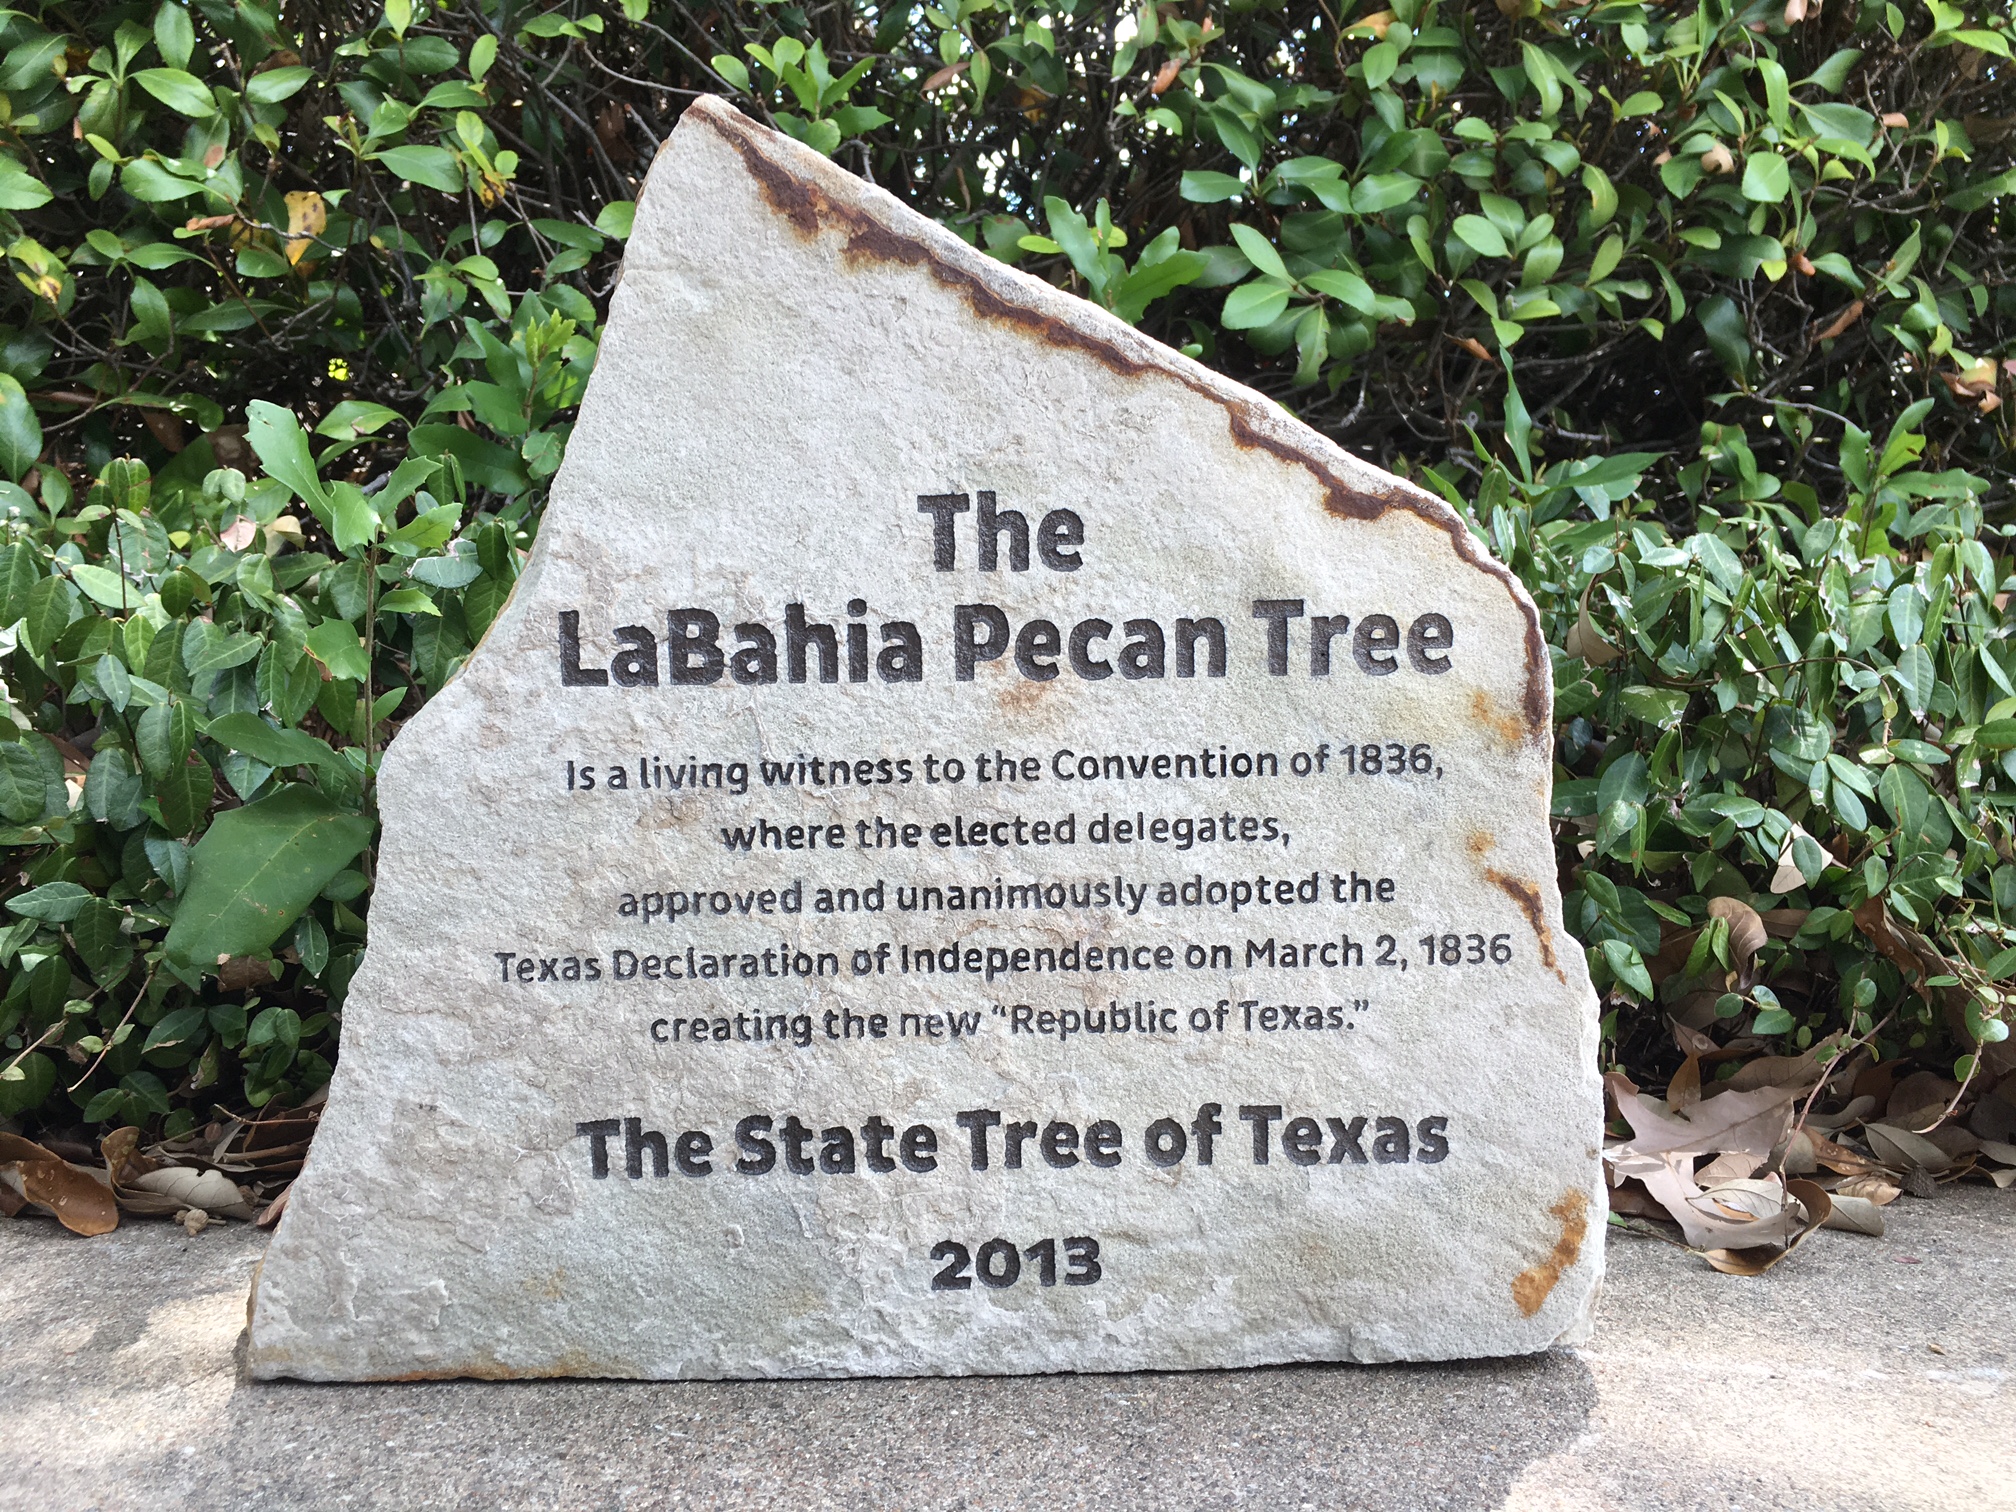 The
LaBahia Pecan Tree
Is a living witness to the Convention of 1836,
where the elected delegates,
approved and unanimously adopted the
Texas Declaration of Independence on March 2, 1836
creating the new “Republic of Texas.”
The State Tree of Texas
2013